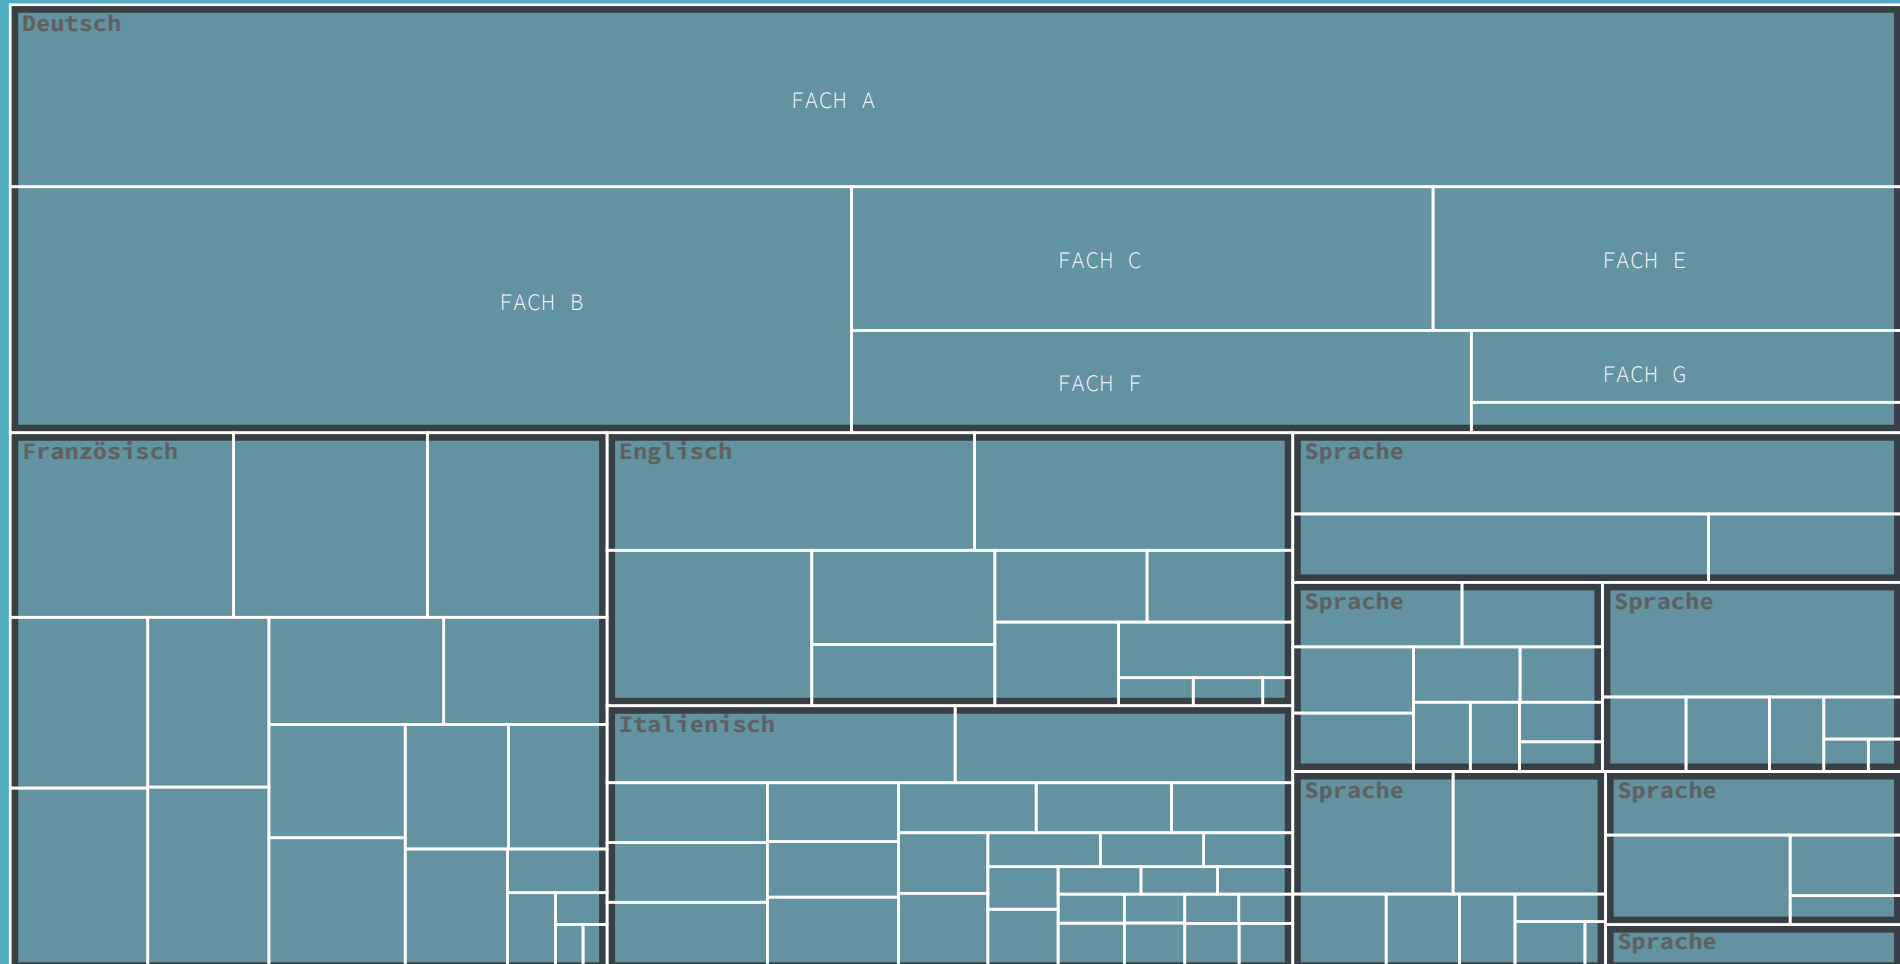 Deutsch
FACH A
FACH B
FACH C
FACH E
FACH F
FACH G
Französisch
Englisch
Sprache
Sprache
Sprache
Italienisch
Sprache
Sprache
Sprache